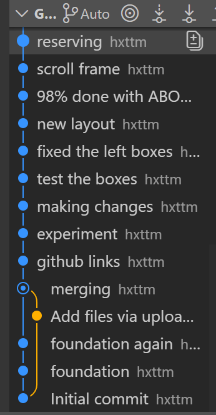 G... Auto
reserving hxttm
scroll frame hxttm
98% done with ABO... 
new layout hxttm
fixed the left boxes h...
test the boxes hxttm
making changes hxttm
experiment hxttm
github links hxttm
merging hxttm
Add files via uploa...
foundation again h...
foundation hxttm
Initial commit hxttm